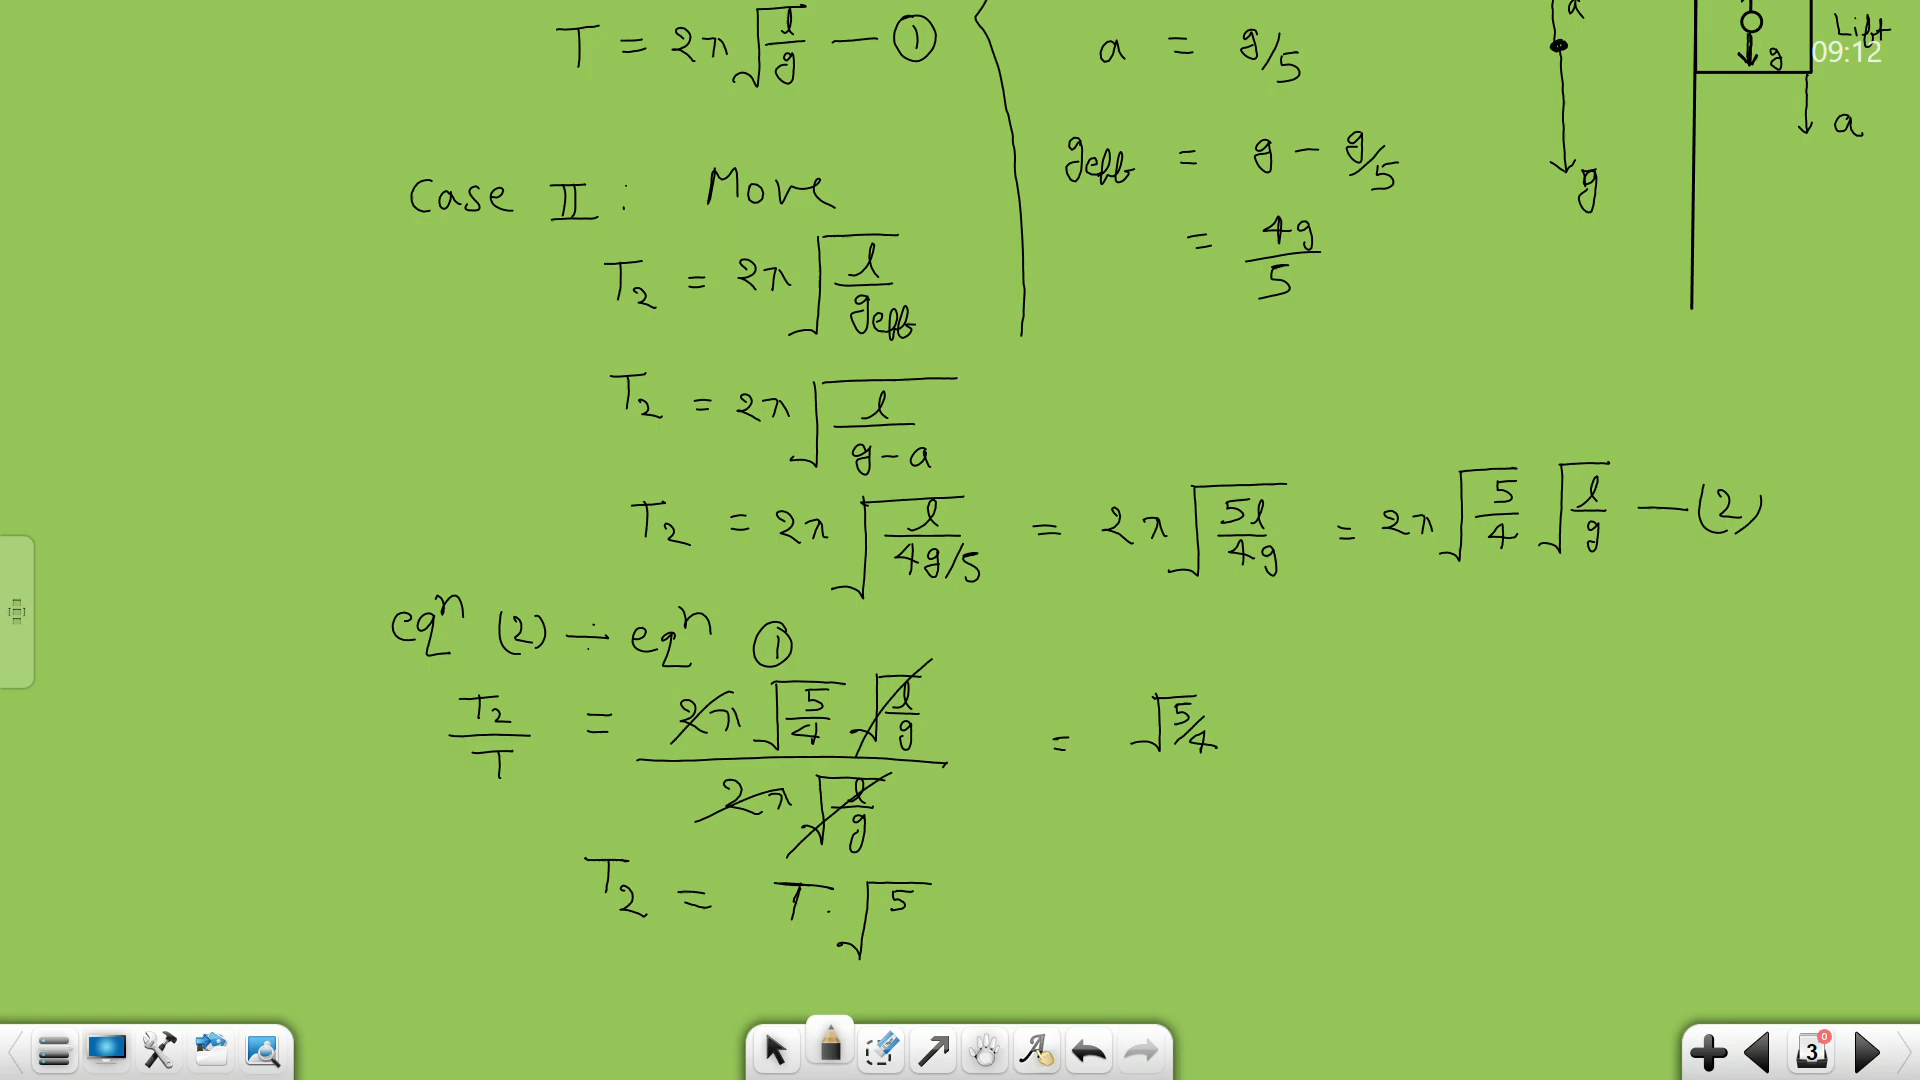 T = 2π √(l/g) — ①
Case II : Move
T₂ = 2π √(l/geff)
T₂ = 2π √(l/(g-a))
T₂ = 2π √(l/(4g/5)) = 2π √(5l/4g) = 2π √(5/4) √(l/g) — (2)
eqⁿ (2) ÷ eqⁿ ①
T₂/T = 2π √(5/4) √(l/g) / 2π √(l/g) = √(5/4)
T₂ = T . √5
a = g/5
geff = g - g/5
= 4g/5
a
g
Lift
09:12
g
a
3
0